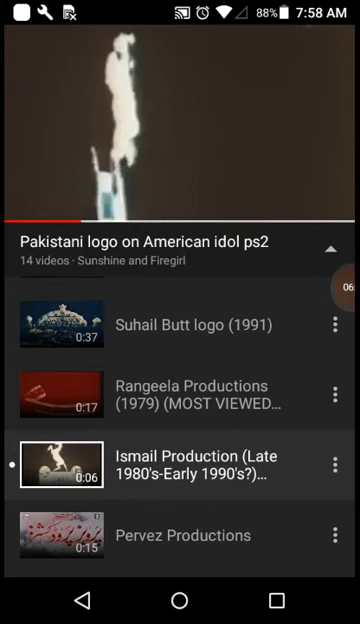 88% 7:58 AM
Pakistani logo on American idol ps2
14 videos · Sunshine and Firegirl
06:
Suhail Butt logo (1991)
0:37
Rangeela Productions
(1979) (MOST VIEWED...
0:17
Ismail Production (Late
1980's-Early 1990's?)...
0:06
Pervez Productions
0:15